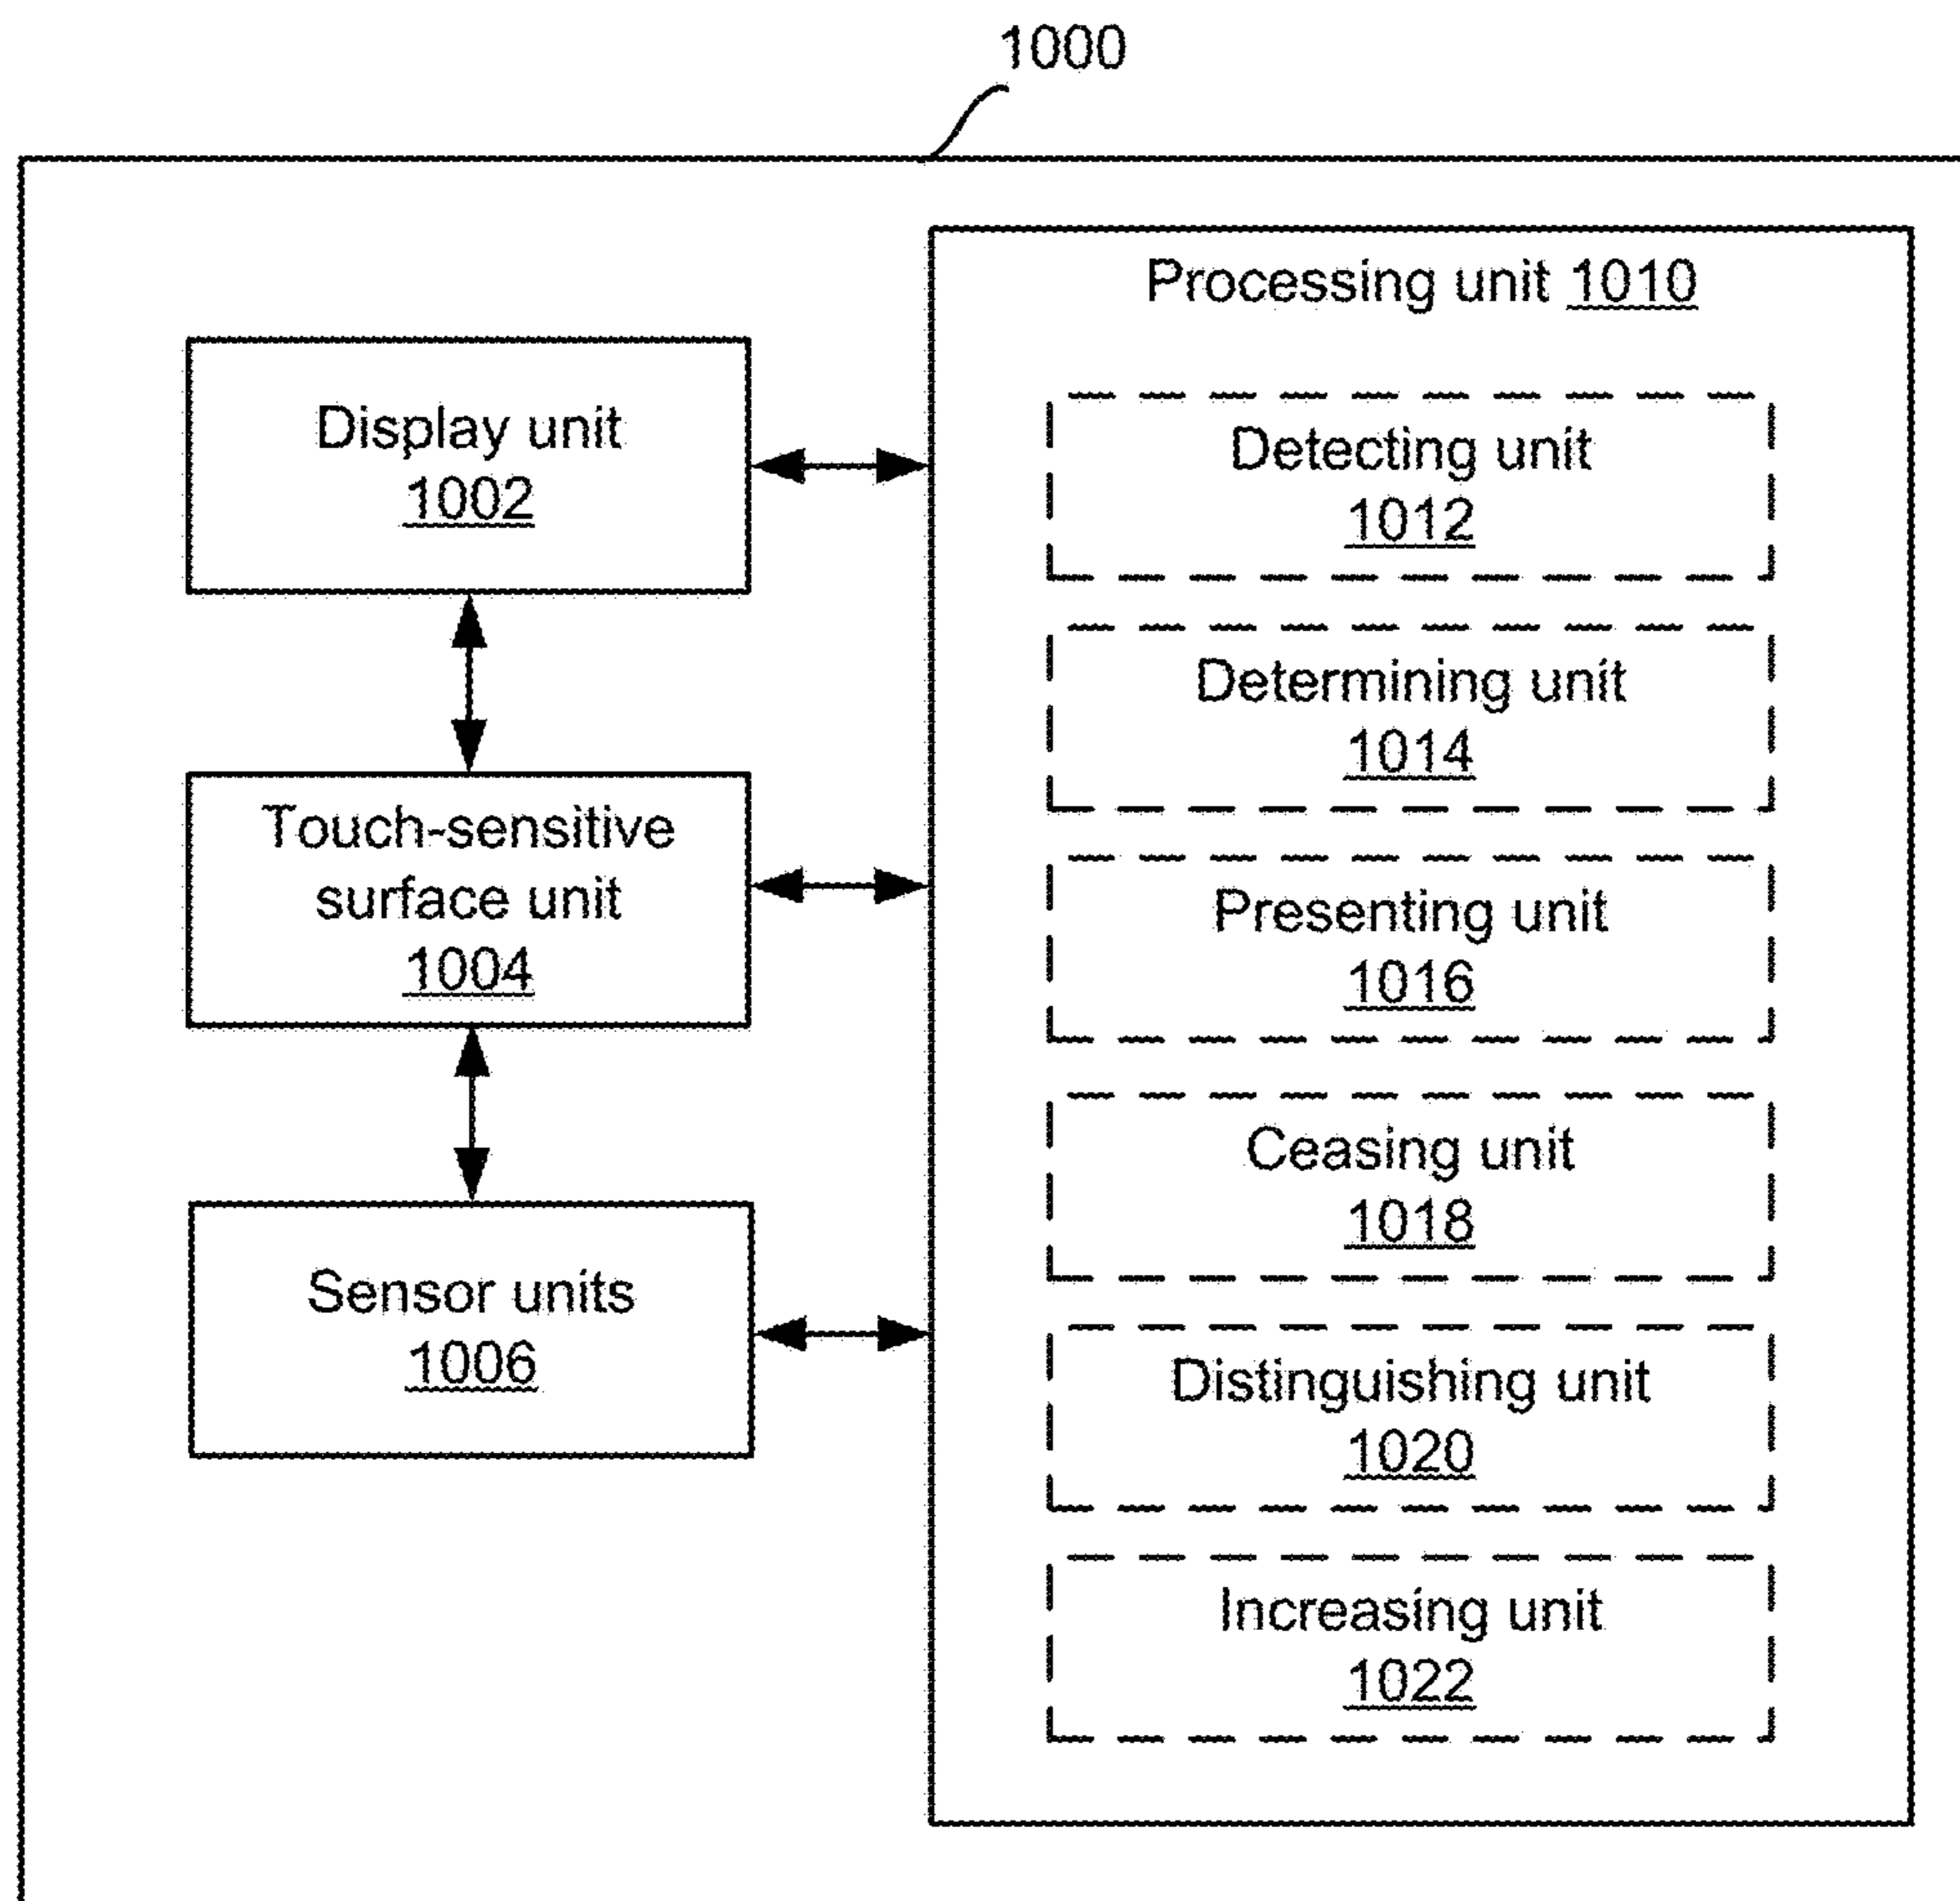 1000
Processing unit 1010
Display unit
1002
Touch-sensitive
surface unit
1004
Sensor units
1006
Detecting unit
1012
Determining unit
1014
Presenting unit
1016
Ceasing unit
1018
Distinguishing unit
1020
Increasing unit
1022